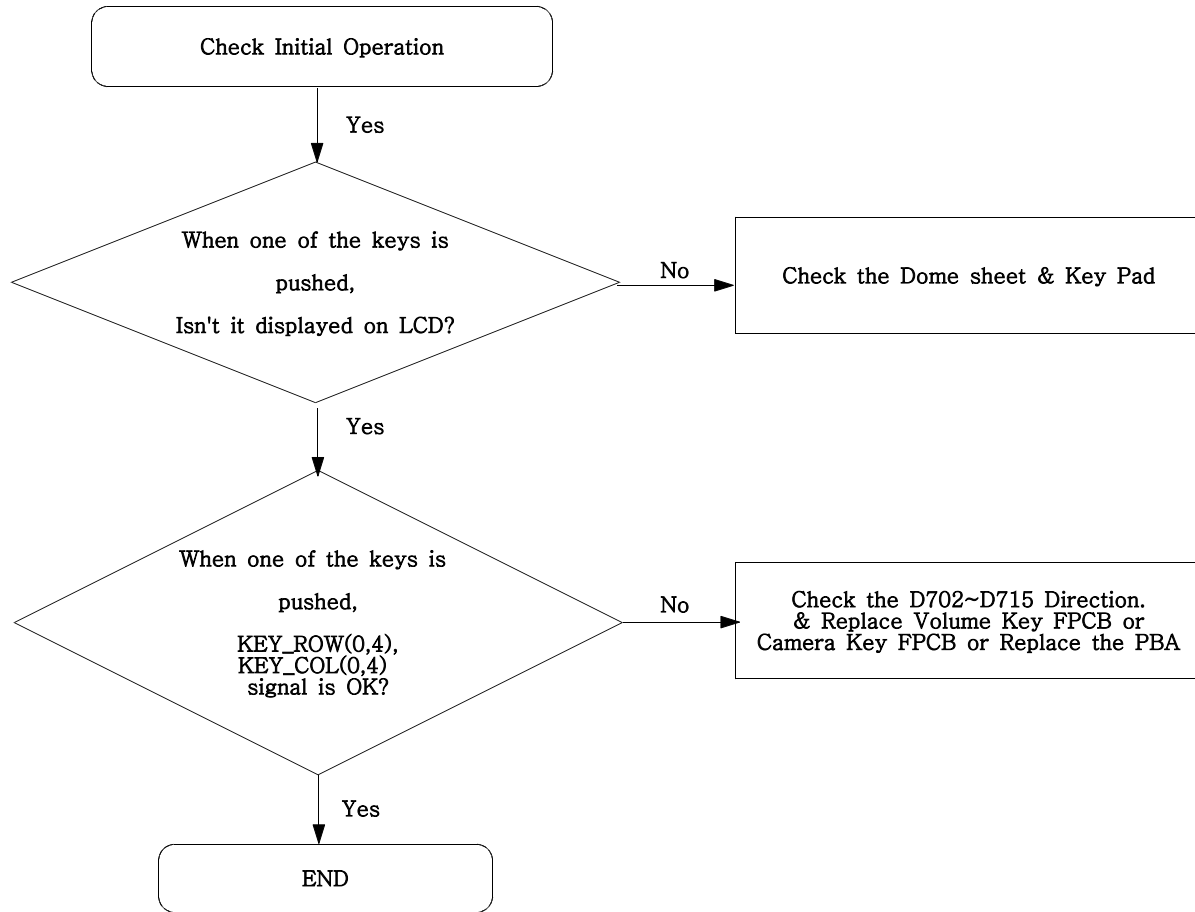 Check Initial Operation
Yes
When one of the keys is
pushed,
Isn't it displayed on LCD?
No
Check the Dome sheet & Key Pad
Yes
When one of the keys is
pushed,
KEY_ROW(0,4),
KEY_COL(0,4)
signal is OK?
No
Check the D702~D715 Direction.
& Replace Volume Key FPCB or
Camera Key FPCB or Replace the PBA
Yes
END